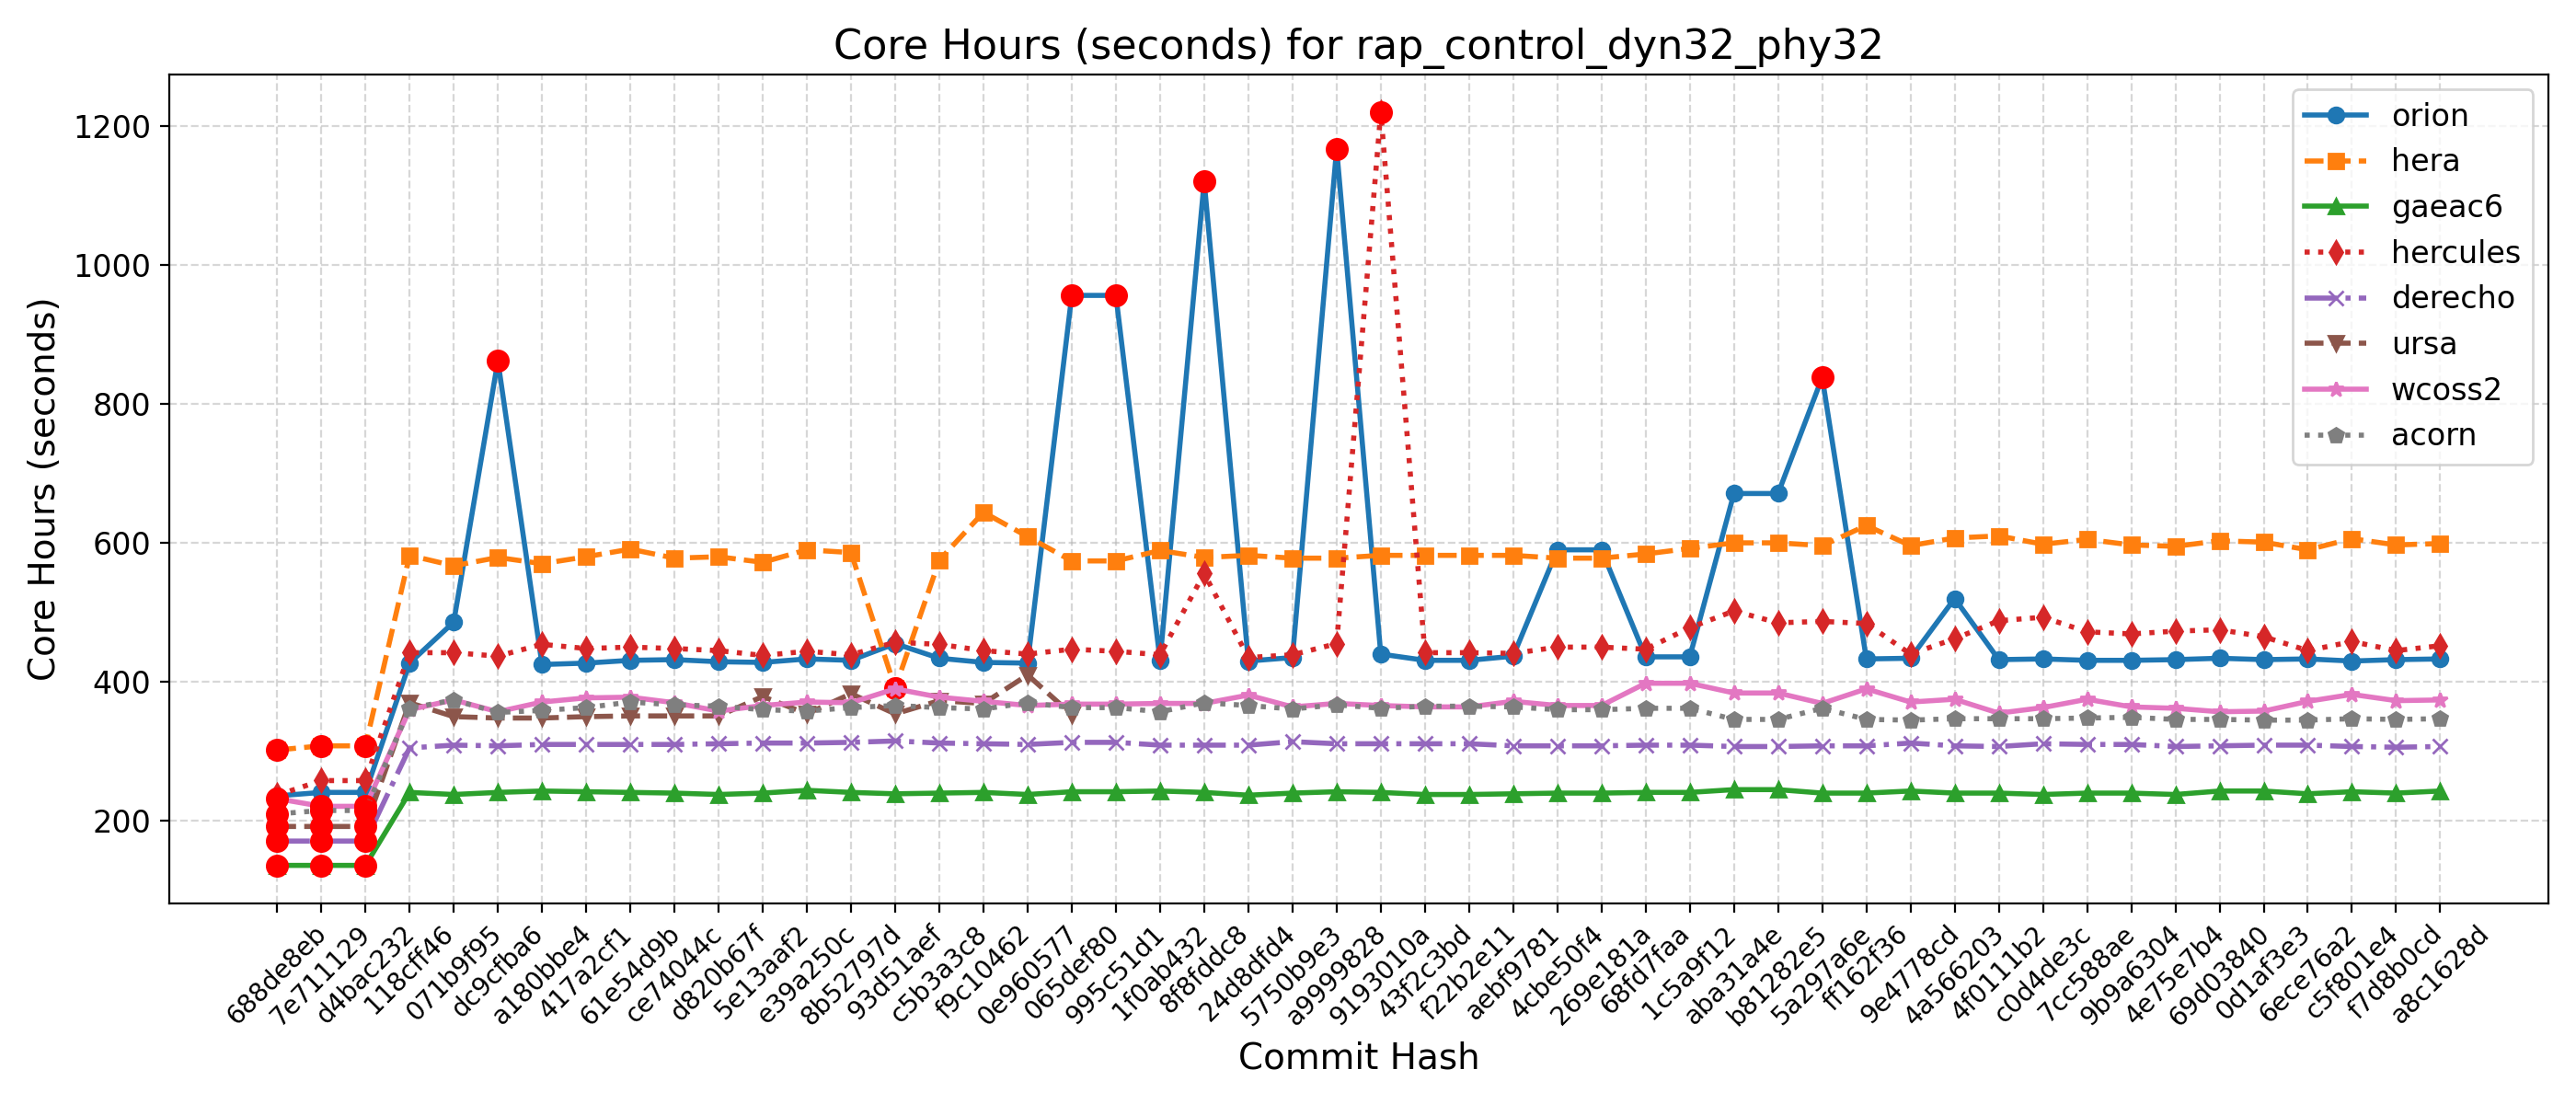 Core Hours (seconds) for rap_control_dyn32_phy32
Core Hours (seconds)
1200
1000
800
600
400
200
orion
hera
gaeac6
hercules
derecho
ursa
wcoss2
acorn
688de8eb
7e711129
d4bac232
118cff46
071b9f95
dc9cfba6
a180bbe4
417a2cf1
61e54d9b
ce74044c
d820b67f
5e13aaf2
e39a250c
8b52797d
93d51aef
c5b3a3c8
f9c10462
0e960577
065def80
995c51d1
1f0ab432
8f8fddc8
24d8dfd4
5750b9e3
a9999828
9193010a
43f2c3bd
f22b2e11
aebf9781
4cbe50f4
269e181a
68fd7faa
1c5a9f12
aba31a4e
b81282e5
5a297a6e
ff162f36
9e4778cd
4a566203
4f0111b2
c0d4de3c
7cc588ae
9b9a6304
4e75e7b4
69d03840
0d1af3e3
6ece76a2
c5f801e4
f7d8b0cd
a8c1628d
Commit Hash